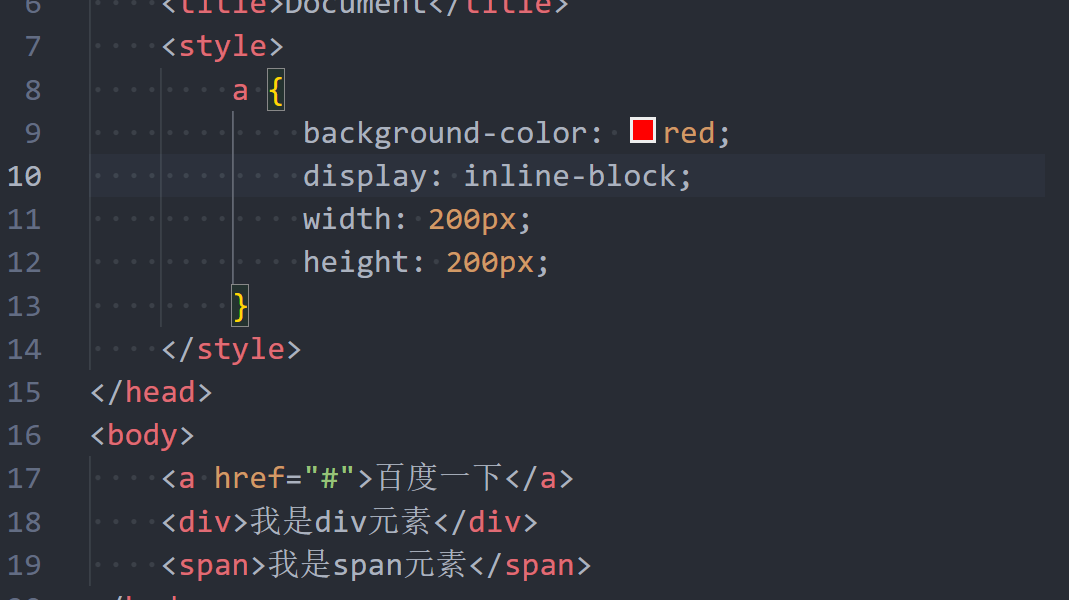 6 <title>Document</title>
7 <style>
8 a {
9 background-color: red;
10 display: inline-block;
11 width: 200px;
12 height: 200px;
13 }
14 </style>
15 </head>
16 <body>
17 <a href="#">百度一下</a>
18 <div>我是div元素</div>
19 <span>我是span元素</span>